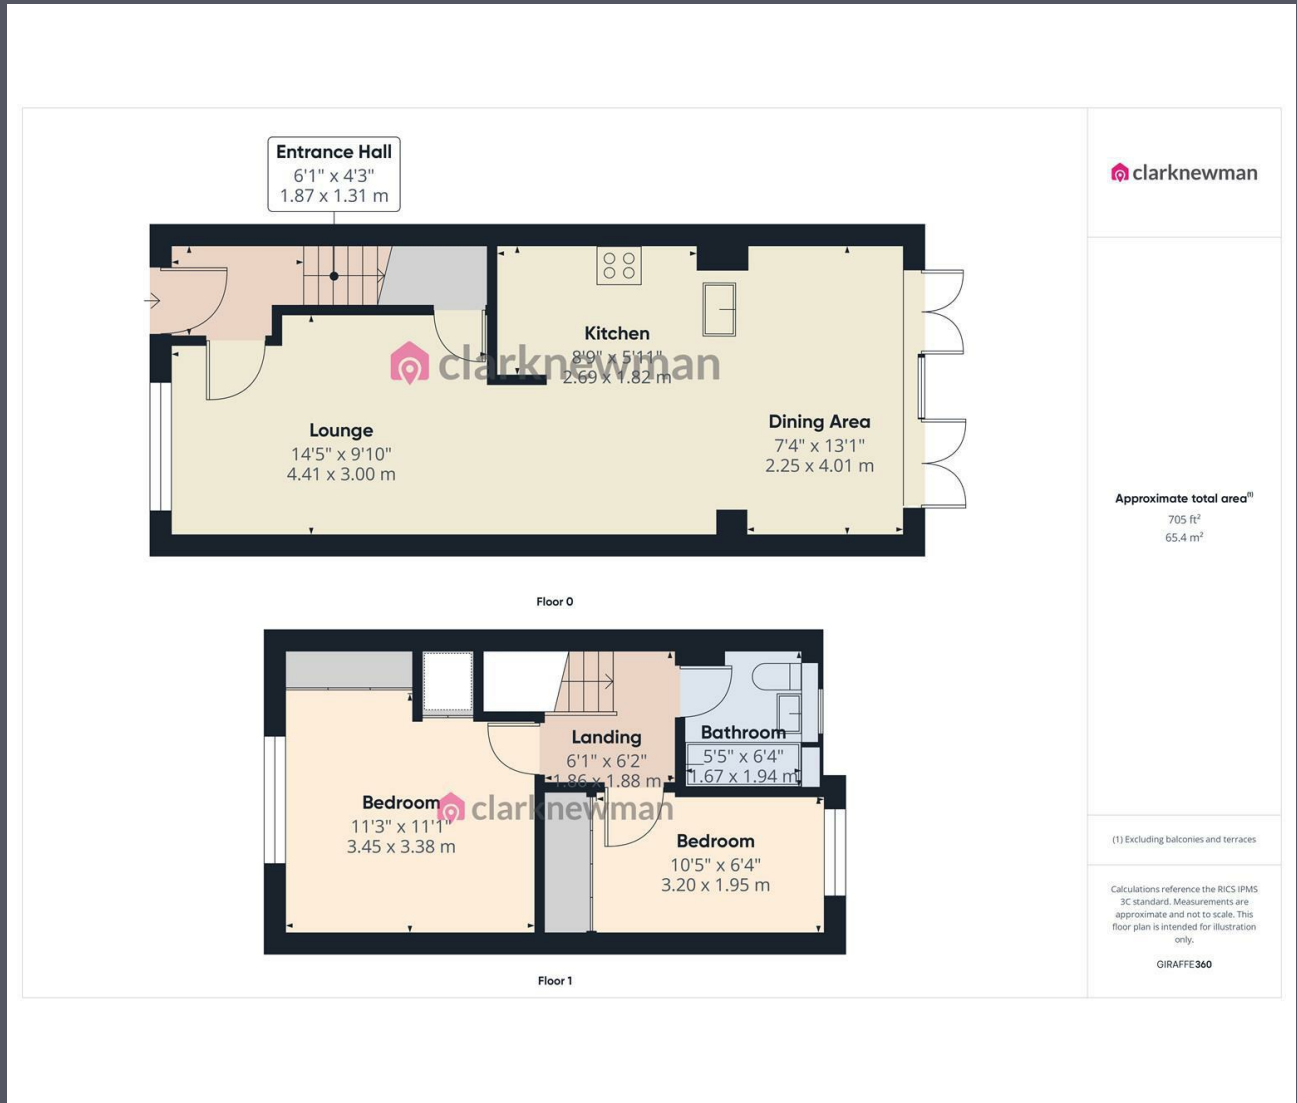 Entrance Hall
6'1" x 4'3"
1.87 x 1.31 m
clarknewman
Kitchen
8'9" x 5'11"
2.69 x 1.82 m
clarknewman
Lounge
14'5" x 9'10"
4.41 x 3.00 m
Dining Area
7'4" x 13'1"
2.25 x 4.01 m
Floor 0
Landing
6'1" x 6'2"
1.86 x 1.88 m
Bathroom
5'5" x 6'4"
1.67 x 1.94 m
Bedroom
11'3" x 11'1"
3.45 x 3.38 m
clarknewman
Bedroom
10'5" x 6'4"
3.20 x 1.95 m
Floor 1
Approximate total area(1)
705 ft²
65.4 m²
(1) Excluding balconies and terraces
Calculations reference the RICS IPMS
3C standard. Measurements are
approximate and not to scale. This
floor plan is intended for illustration
only.
GIRAFFE360